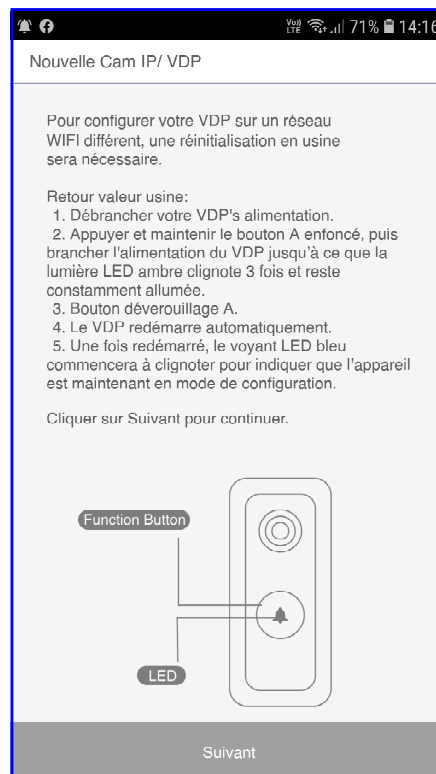 Vo)) LTE 71% 14:16
Nouvelle Cam IP/ VDP
Pour configurer votre VDP sur un réseau
WIFI différent, une réinitialisation en usine
sera nécessaire.
Retour valeur usine:
1. Débrancher votre VDP's alimentation.
2. Appuyer et maintenir le bouton A enfoncé, puis
brancher l'alimentation du VDP jusqu'à ce que la
lumière LED ambre clignote 3 fois et reste
constamment allumée.
3. Bouton déverouillage A.
4. Le VDP redémarre automatiquement.
5. Une fois redémarré, le voyant LED bleu
commencera à clignoter pour indiquer que l'appareil
est maintenant en mode de configuration.
Cliquer sur Suivant pour continuer.
Function Button
LED
Suivant